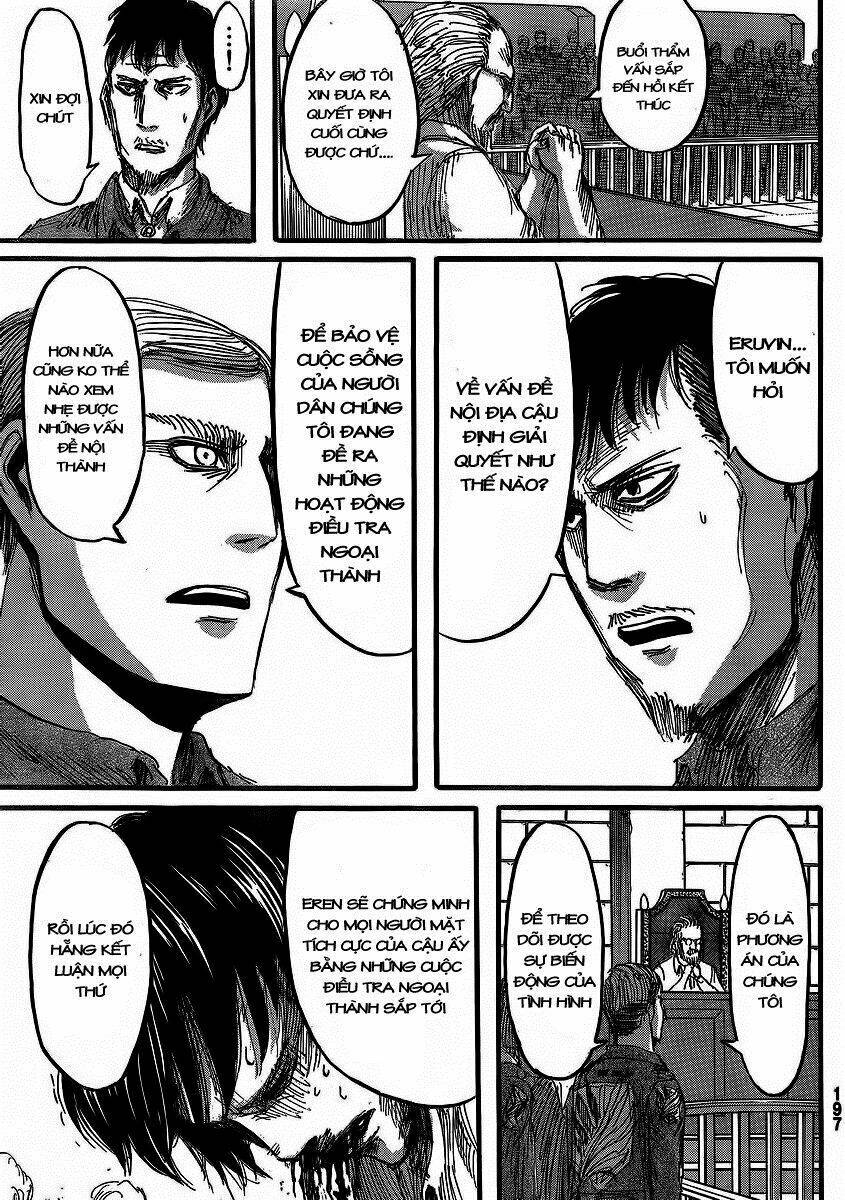 BUỔI THẨM
VẤN SẮP
ĐẾN HỒI KẾT
THÚC
BÂY GIỜ TÔI
XIN ĐƯA RA
QUYẾT ĐỊNH
CUỐI CÙNG
ĐƯỢC CHỨ....
...!
XIN ĐỢI
CHÚT
ERUVIN...
TÔI MUỐN
HỎI
VỀ VẤN ĐỀ
NỘI ĐỊA CẬU
ĐỊNH GIẢI
QUYẾT NHƯ
THẾ NÀO?
ĐỂ BẢO VỆ
CUỘC SỐNG
CỦA NGƯỜI
DÂN CHÚNG
TÔI ĐANG
ĐỀ RA
NHỮNG
HOẠT ĐỘNG
ĐIỀU TRA
NGOẠI
THÀNH
HƠN NỮA
CŨNG KO THỂ
NÀO XEM
NHẸ ĐƯỢC
NHỮNG VẤN
ĐỀ NỘI
THÀNH
ĐÓ LÀ
PHƯƠNG
ÁN CỦA
CHÚNG
TÔI
ĐỂ THEO
DÕI ĐƯỢC
SỰ BIẾN
ĐỘNG CỦA
TÌNH HÌNH
EREN SẼ CHỨNG MINH
CHO MỌI NGƯỜI MẶT
TÍCH CỰC CỦA CẬU ẤY
BẰNG NHỮNG CUỘC
ĐIỀU TRA NGOẠI
THÀNH SẮP TỚI
RỒI LÚC ĐÓ
HẴNG KẾT
LUẬN MỌI
THỨ
197